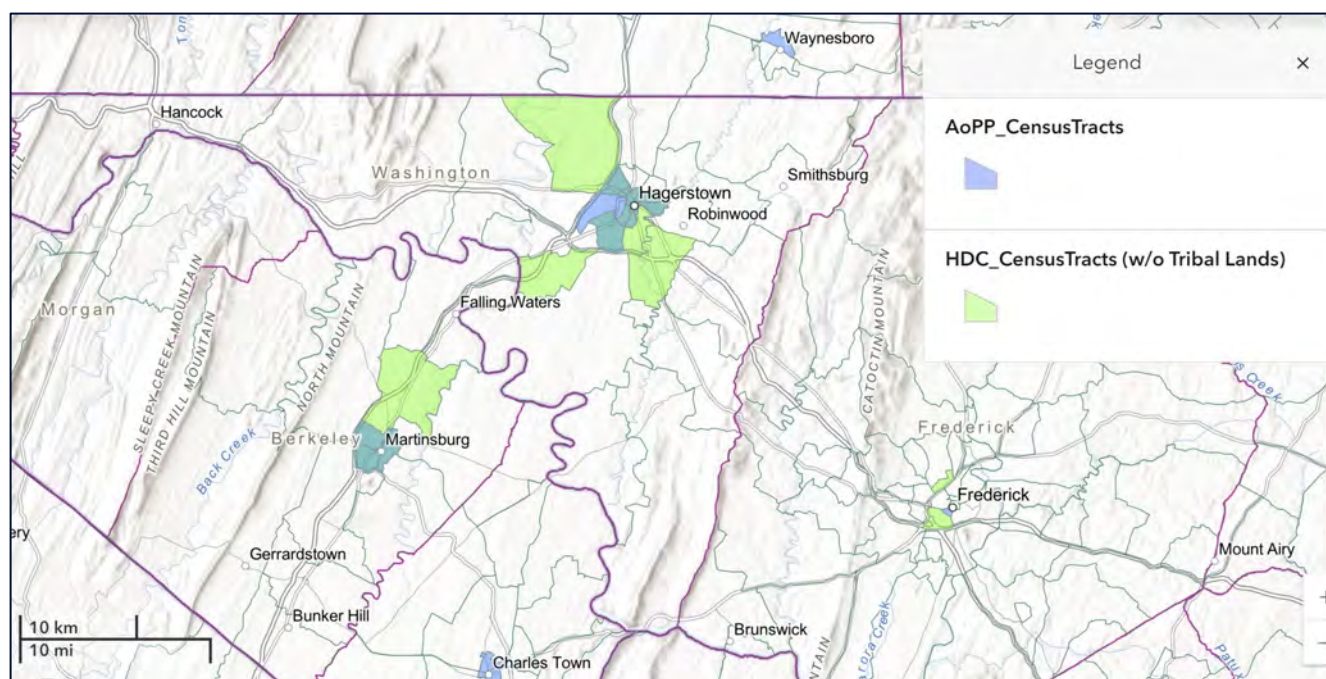 Waynesboro
Legend
×
Hancock
AoPP_CensusTracts
Washington
Smithsburg
Hagerstown
Robinwood
HDC_CensusTracts (w/o Tribal Lands)
SLEEPY CREEK MOUNTAIN
THIRD HILL MOUNTAIN
NORTH MOUNTAIN
CATOCTIN MOUNTAIN
Morgan
Falling Waters
Back Creek
Berkeley
Martinsburg
Frederick
Frederick
Gerrardstown
Mount Airy
Bunker Hill
10 km
10 mi
Brunswick
Charles Town